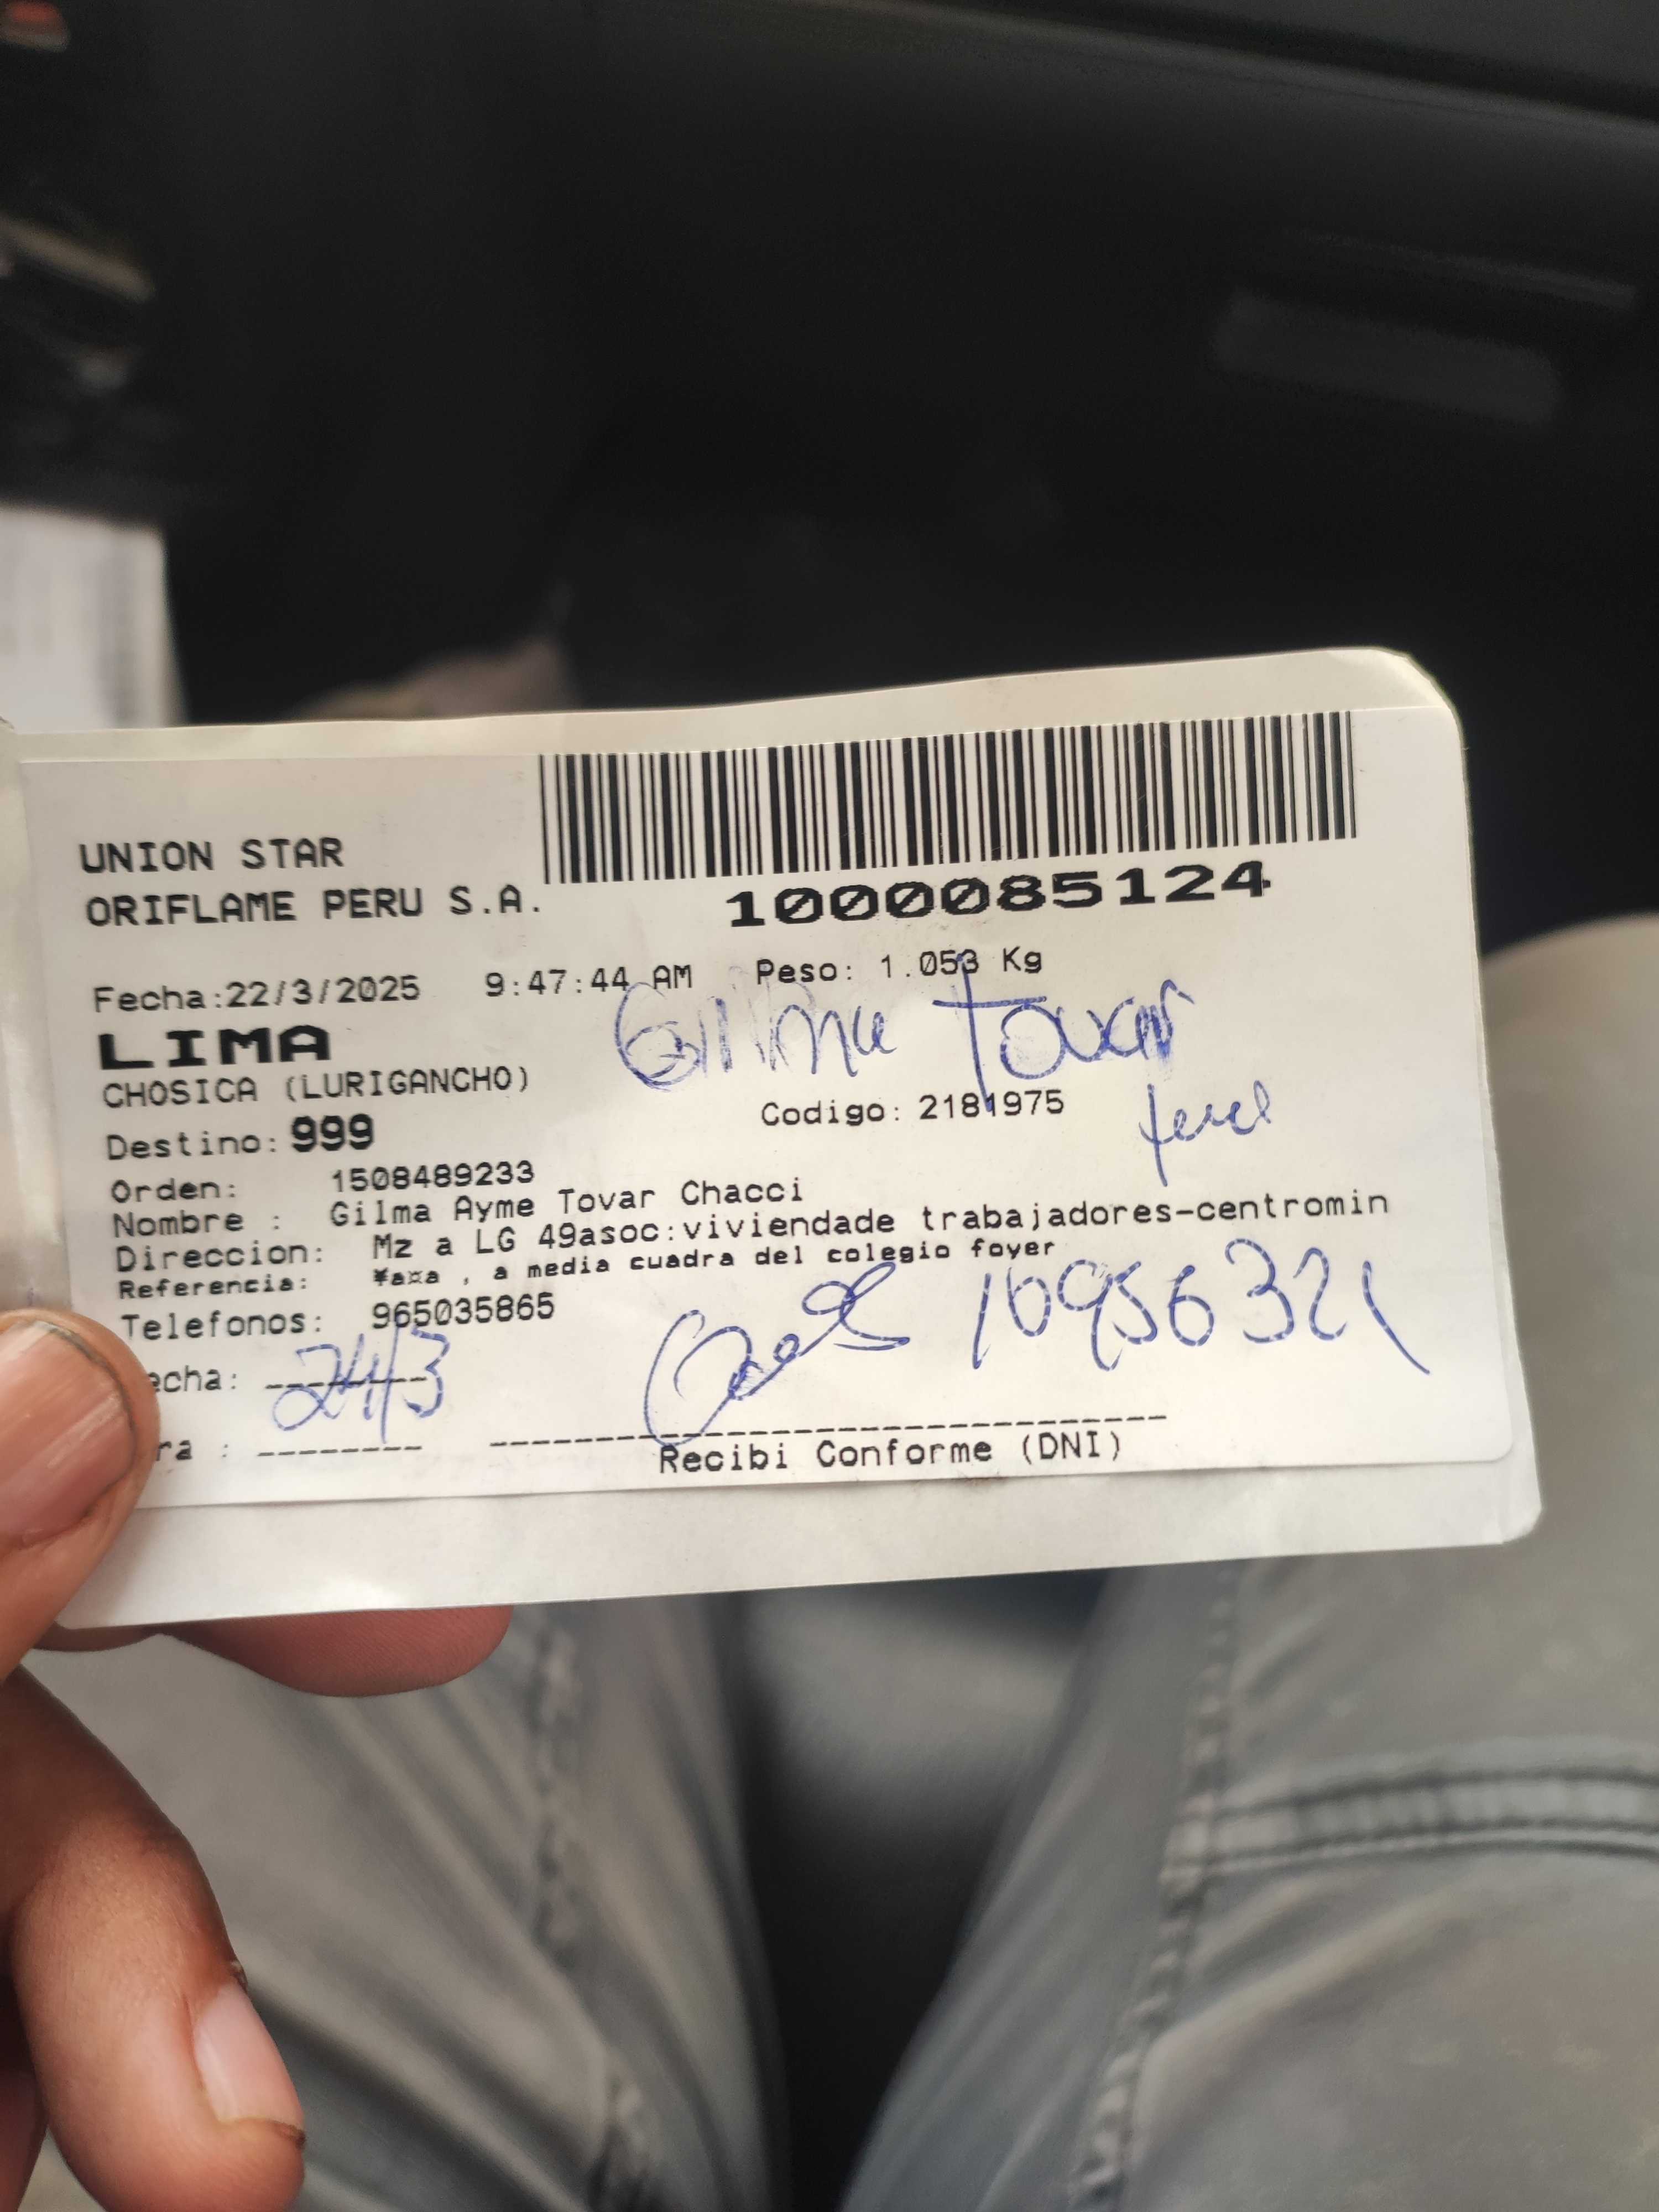 UNION STAR
ORIFLAME PERU S.A.
1000085124
Fecha:22/3/2025 9:47:44 AM Peso: 1.053 Kg
LIMA
Gilma Tovar
CHOSICA (LURIGANCHO)
Destino: 999 Codigo: 2181975
Orden: 1508489233
Nombre : Gilma Ayme Tovar Chacci
Direccion: Mz a LG 49asoc:viviendade trabajadores-centromin
Referencia: ¥a¤a , a media cuadra del colegio foyer
Telefonos: 965035865
10956321
echa: 24/3
ra :
Recibi Conforme (DNI)